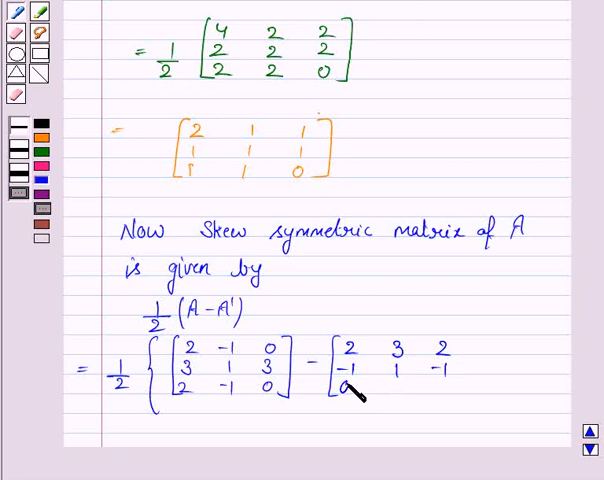 = 1/2 [4 2 2
2 2 2
2 2 0]
= [2 1 1
1 1 1
1 1 0]
Now Skew symmetric matrix of A
is given by
1/2 (A - A')
= 1/2 { [2 -1 0
3 1 3
2 -1 0] - [2 3 2
-1 1 -1
0